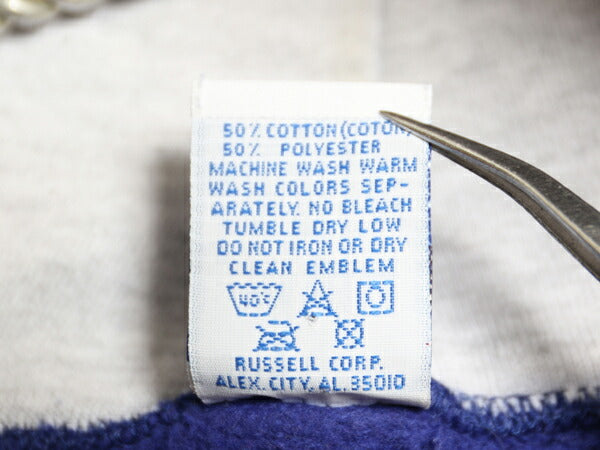 50% COTTON (COTON)
50% POLYESTER
MACHINE WASH WARM
WASH COLORS SEP-
ARATELY. NO BLEACH
TUMBLE DRY LOW
DO NOT IRON OR DRY
CLEAN EMBLEM
40°
RUSSELL CORP.
ALEX. CITY, AL. 35010